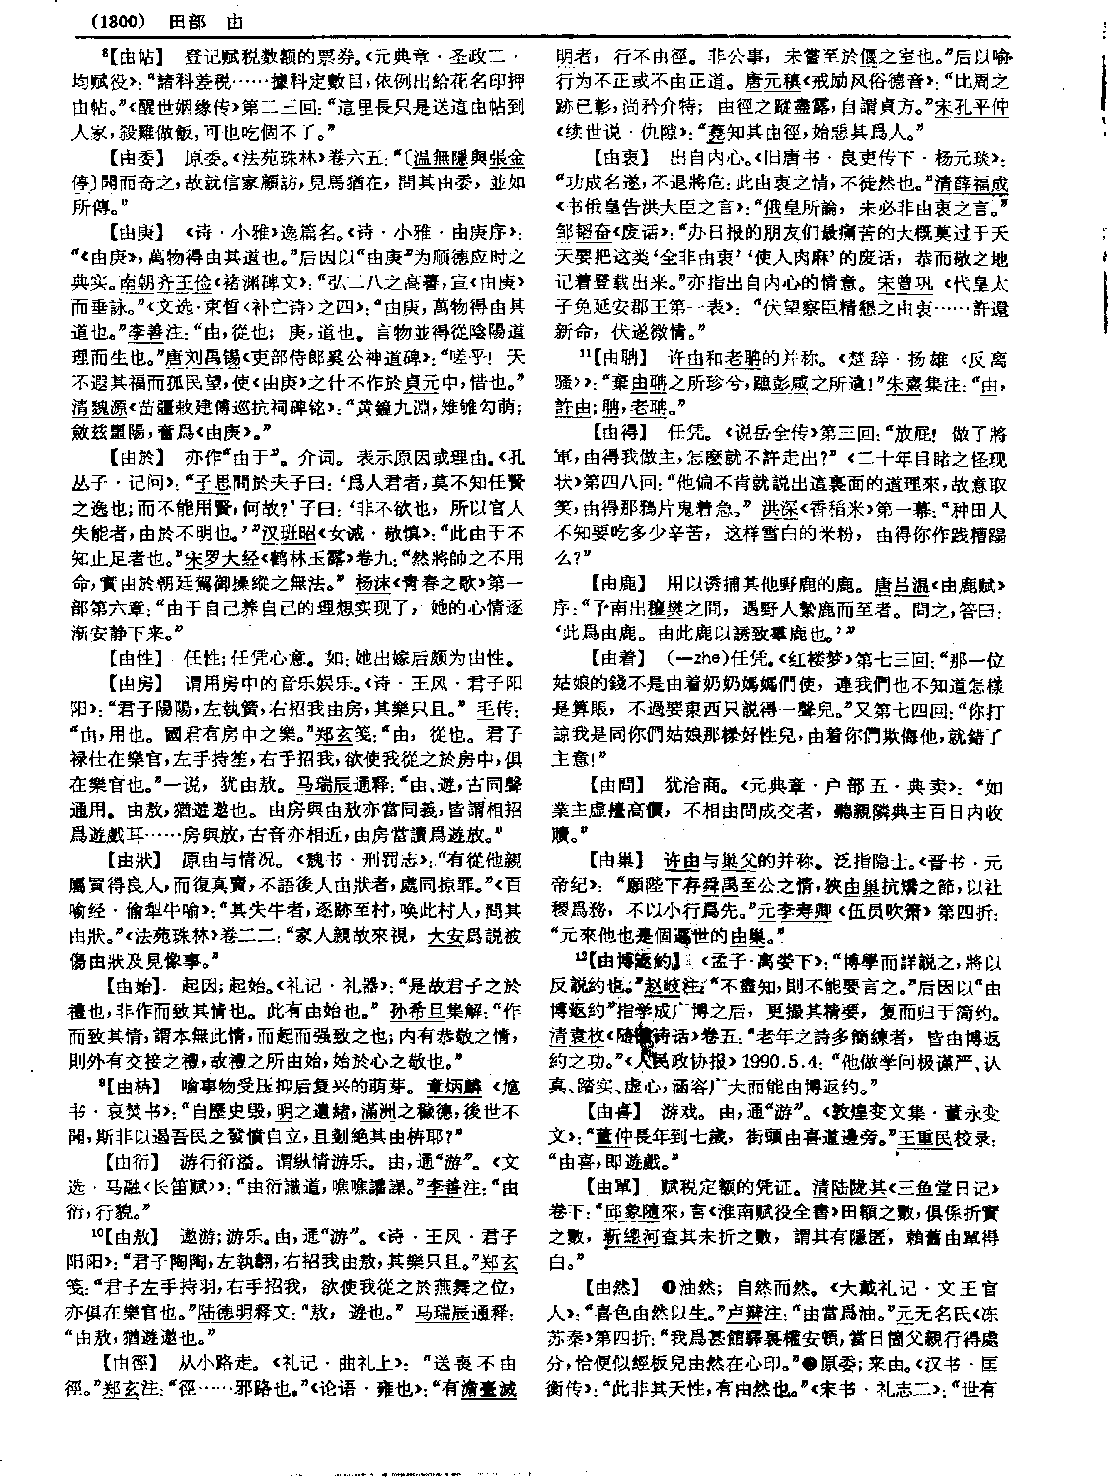 (1300) 田部 由
⁸【由帖】 登记赋税数额的票券。《元典章·圣政二·
均赋役》：“諸科差税……據科定數目，依例出給花名印押
由帖。”《醒世姻缘传》第二三回：“這里長只是送這由帖到
人家，殺雞做飯，可也吃個不了。”
【由委】 原委。《法苑珠林》卷六五：“〔温無隱與張金
停〕聞而奇之，故就信家顧訪，見馬猶在，問其由委，並如
所傳。”
【由庚】 《诗·小雅》逸篇名。《诗·小雅·由庚序》：
“《由庚》，萬物得由其道也。”后因以“由庚”为顺德应时之
典实。南朝齐王俭《褚渊碑文》：“弘二八之高謩，宣《由庚》
而垂詠。”《文选·束晳〈补亡诗〉之四》：“由庚，萬物得由其
道也。”李善注：“由，從也；庚，道也。言物並得從陰陽道
理而生也。”唐刘禹锡《吏部侍郎奚公神道碑》：“嗟乎！天
不遐其福而孤民望，使《由庚》之什不作於貞元中，惜也。”
清魏源《苗疆敕建傅巡抗祠碑铭》：“黄鐘九淵，雉雊勾萌；
斂兹噩陽，奮爲《由庚》。”
【由於】 亦作“由于”。介词。表示原因或理由。《孔
丛子·记问》：“子思問於夫子曰：‘爲人君者，莫不知任賢
之逸也；而不能用賢，何故？’子曰：‘非不欲也，所以官人
失能者，由於不明也。’”汉班昭《女诫·敬慎》：“此由于不
知止足者也。”宋罗大经《鹤林玉露》卷九：“然將帥之不用
命，實由於朝廷駕御操縱之無法。” 杨沫《青春之歌》第一
部第六章：“由于自己养自己的理想实现了，她的心情逐
渐安静下来。”
【由性】 任性；任凭心意。如：她出嫁后颇为由性。
【由房】 谓用房中的音乐娱乐。《诗·王风·君子阳
阳》：“君子陽陽，左執簧，右招我由房，其樂只且。” 毛传：
“由，用也。國君有房中之樂。”郑玄笺：“由，從也。君子
禄仕在樂官，左手持笙，右手招我，欲使我從之於房中，俱
在樂官也。”一说，犹由敖。马瑞辰通释：“由、遊，古同聲
通用。由敖，猶遊遨也。由房與由敖亦當同義，皆謂相招
爲遊戲耳……房與放，古音亦相近，由房當讀爲遊放。”
【由狀】 原由与情况。《魏书·刑罚志》：“有從他親
屬買得良人，而復真賣，不語後人由狀者，處同掠罪。”《百
喻经·偷犁牛喻》：“其失牛者，逐跡至村，唤此村人，問其
由狀。”《法苑珠林》卷二二：“家人親故來視，大安爲説被
傷由狀及見像事。”
【由始】 起因；起始。《礼记·礼器》：“是故君子之於
禮也，非作而致其情也。此有由始也。” 孙希旦集解：“作
而致其情，謂本無此情，而起而强致之也；内有恭敬之情，
則外有交接之禮，故禮之所由始，始於心之敬也。”
⁹【由枿】 喻事物受压抑后复兴的萌芽。章炳麟《訄
书·哀焚书》：“自歷史毁，明之遺緒，滿洲之穢德，後世不
聞，斯非以遏吾民之發憤自立，且剗絶其由枿耶？”
【由衍】 游行衍溢。谓纵情游乐。由，通“游”。《文
选·马融〈长笛赋〉》：“由衍識道，噍噍讙譟。”李善注：“由
衍，行貌。”
¹⁰【由敖】 遨游；游乐。由，通“游”。《诗·王风·君子
阳阳》：“君子陶陶，左執翿，右招我由敖，其樂只且。”郑玄
笺：“君子左手持羽，右手招我，欲使我從之於燕舞之位，
亦俱在樂官也。”陆德明释文：“敖，遊也。” 马瑞辰通释：
“由敖，猶遊遨也。”
【由徑】 从小路走。《礼记·曲礼上》：“送喪不由
徑。”郑玄注：“徑……邪路也。”《论语·雍也》：“有澹臺滅
明者，行不由徑。非公事，未嘗至於偃之室也。”后以喻
行为不正或不由正道。唐元稹《戒励风俗德音》：“比周之
跡已彰，尚矜介特；由徑之蹤盡露，自謂貞方。”宋孔平仲
《续世说·仇隙》：“蕘知其由徑，始惡其爲人。”
【由衷】 出自内心。《旧唐书·良吏传下·杨元琰》：
“功成名遂，不退將危；此由衷之情，不徒然也。”清薛福成
《书俄皇告洪大臣之言》：“俄皇所論，未必非由衷之言。”
邹韬奋《废话》：“办日报的朋友们最痛苦的大概莫过于天
天要把这类‘全非由衷’‘使人肉麻’的废话，恭而敬之地
记着登载出来。”亦指出自内心的情意。宋曾巩《代皇太
子免延安郡王第一表》：“伏望察臣精懇之由衷……許還
新命，伏遂微情。”
¹¹【由聃】 许由和老聃的并称。《楚辞·扬雄〈反离
骚〉》：“棄由聃之所珍兮，蹠彭咸之所遺！”朱熹集注：“由，
許由；聃，老聃。”
【由得】 任凭。《说岳全传》第三回：“放屁！做了將
軍，由得我做主，怎麽就不許走出？”《二十年目睹之怪现
状》第四八回：“他偏不肯就説出這裏面的道理來，故意取
笑，由得那鴉片鬼着急。” 洪深《香稻米》第一幕：“种田人
不知要吃多少辛苦，这样雪白的米粉，由得你作践糟蹋
么？”
【由鹿】 用以诱捕其他野鹿的鹿。唐吕温《由鹿赋》
序：“予南出穰樊之間，遇野人縶鹿而至者。問之，答曰：
‘此爲由鹿。由此鹿以誘致羣鹿也。’”
【由着】 (—zhe)任凭。《红楼梦》第七三回：“那一位
姑娘的錢不是由着奶奶媽媽們使，連我們也不知道怎樣
是算賬，不過要東西只説得一聲兒。”又第七四回：“你打
諒我是同你們姑娘那樣好性兒，由着你們欺侮他，就錯了
主意！”
【由問】 犹洽商。《元典章·户部五·典卖》：“如
業主虚擡高價，不相由問成交者，聽親隣典主百日内收
贖。”
【由巢】 许由与巢父的并称。泛指隐士。《晋书·元
帝纪》：“願陛下存舜禹至公之情，狹由巢抗矯之節，以社
稷爲務，不以小行爲先。”元李寿卿《伍员吹箫》第四折：
“元來他也是個遯世的由巢。”
¹²【由博返約】 《孟子·离娄下》：“博學而詳説之，將以
反説約也。”赵岐注：“不盡知，則不能要言之。”后因以“由
博返约”指学成广博之后，更撮其精要，复而归于简约。
清袁枚《随园诗话》卷五：“老年之詩多簡練者，皆由博返
約之功。”《人民政协报》1990.5.4：“他做学问极谨严、认
真、踏实、虚心，涵容广大而能由博返约。”
【由喜】 游戏。由，通“游”。《敦煌变文集·董永变
文》：“董仲長年到七歲，街頭由喜道邊旁。”王重民校录：
“由喜，即遊戲。”
【由單】 赋税定额的凭证。清陆陇其《三鱼堂日记》
卷下：“邱象隨來，言《淮南赋役全書》田額之數，俱係折實
之數，靳總河查其未折之數，謂其有隱匿，賴舊由單得
白。”
【由然】 ❶油然；自然而然。《大戴礼记·文王官
人》：“喜色由然以生。”卢辩注：“由當爲油。”元无名氏《冻
苏秦》第四折：“我爲甚館驛裏權安頓，當日個父親行得處
分，恰便似經板兒由然在心印。”❷原委；来由。《汉书·匡
衡传》：“此非其天性，有由然也。”《宋书·礼志二》：“世有